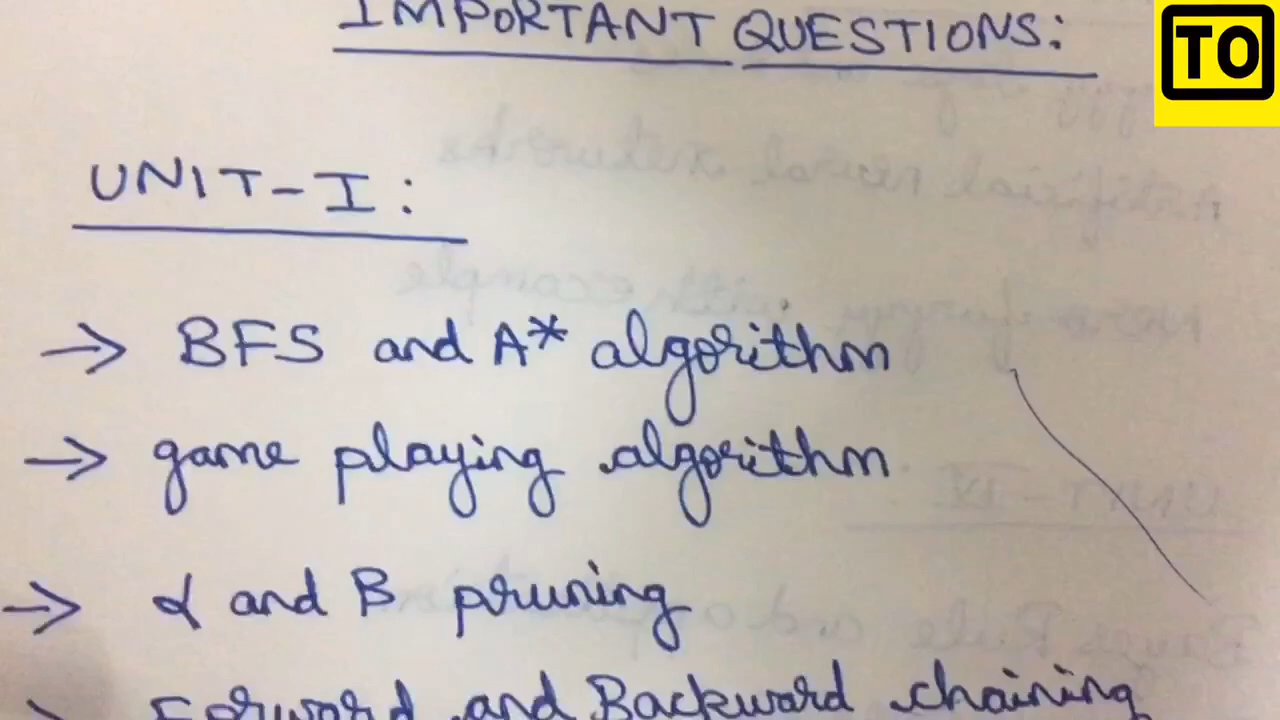 IMPORTANT QUESTIONS:
TO
UNIT-I:
→ BFS and A* algorithm
→ game playing algorithm
→ α and B pruning
→ Forward and Backward chaining